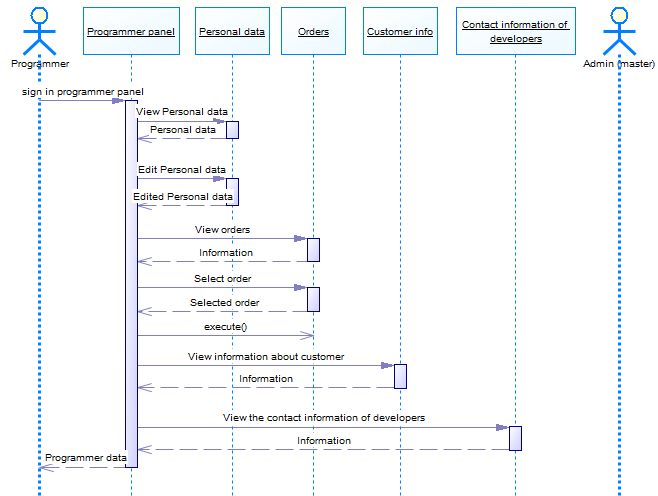 Programmer panel
Personal data
Orders
Customer info
Contact information of
developers
Programmer
Admin (master)
sign in programmer panel
View Personal data
Personal data
Edit Personal data
Edited Personal data
View orders
Information
Select order
Selected order
execute()
View information about customer
Information
View the contact information of developers
Information
Programmer data